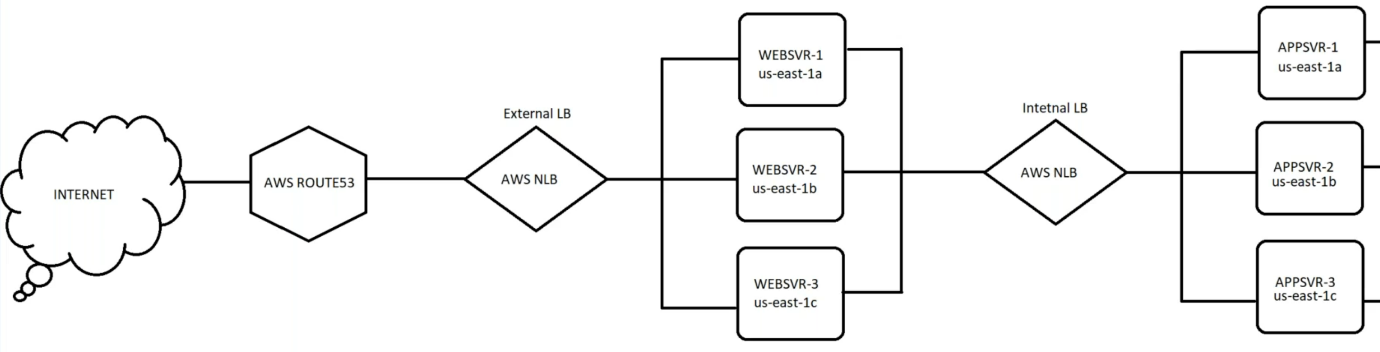 INTERNET
AWS ROUTE53
External LB
AWS NLB
WEBSVR-1
us-east-1a
WEBSVR-2
us-east-1b
WEBSVR-3
us-east-1c
Intetnal LB
AWS NLB
APPSVR-1
us-east-1a
APPSVR-2
us-east-1b
APPSVR-3
us-east-1c